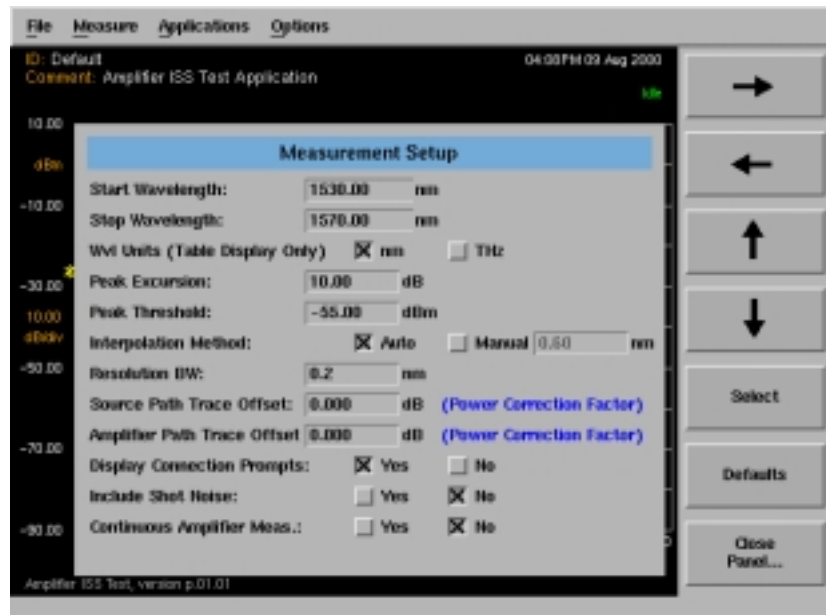 File Measure Applications Options
ID: Default
04:08PM 09 Aug 2000
Comment: Amplifier ISS Test Application
Idle
10.00
dBm
-10.00
-30.00
10.00
dB/div
-50.00
-70.00
-90.00
Measurement Setup
Start Wavelength: 1530.00 nm
Stop Wavelength: 1570.00 nm
Wvl Units (Table Display Only) nm THz
Peak Excursion: 10.00 dB
Peak Threshold: -55.00 dBm
Interpolation Method: Auto Manual 0.60 nm
Resolution BW: 0.2 nm
Source Path Trace Offset: 0.000 dB (Power Correction Factor)
Amplifier Path Trace Offset 0.000 dB (Power Correction Factor)
Display Connection Prompts: Yes No
Include Shot Noise: Yes No
Continuous Amplifier Meas.: Yes No
Amplifier ISS Test, version p.01.01
Select
Defaults
Close
Panel...